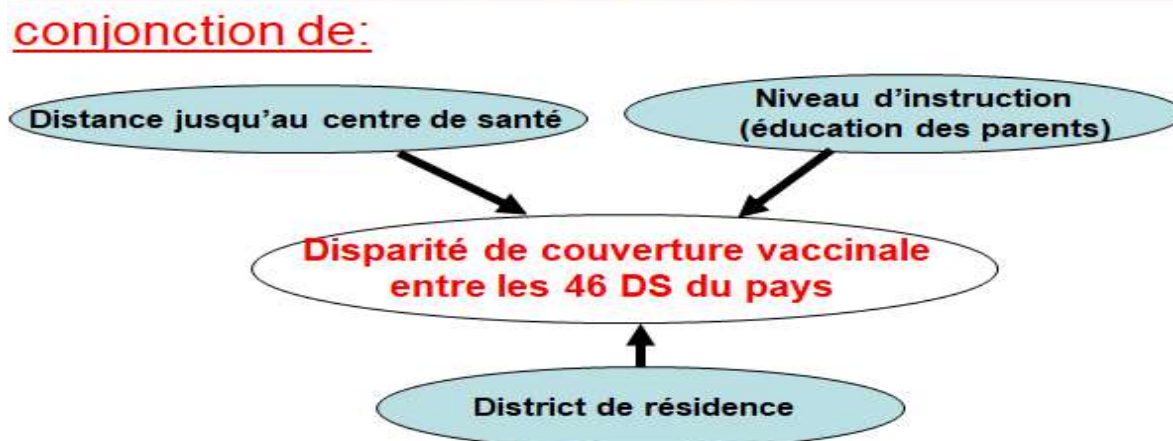 conjonction de:
Distance jusqu'au centre de santé
Niveau d'instruction
(éducation des parents)
Disparité de couverture vaccinale
entre les 46 DS du pays
District de résidence